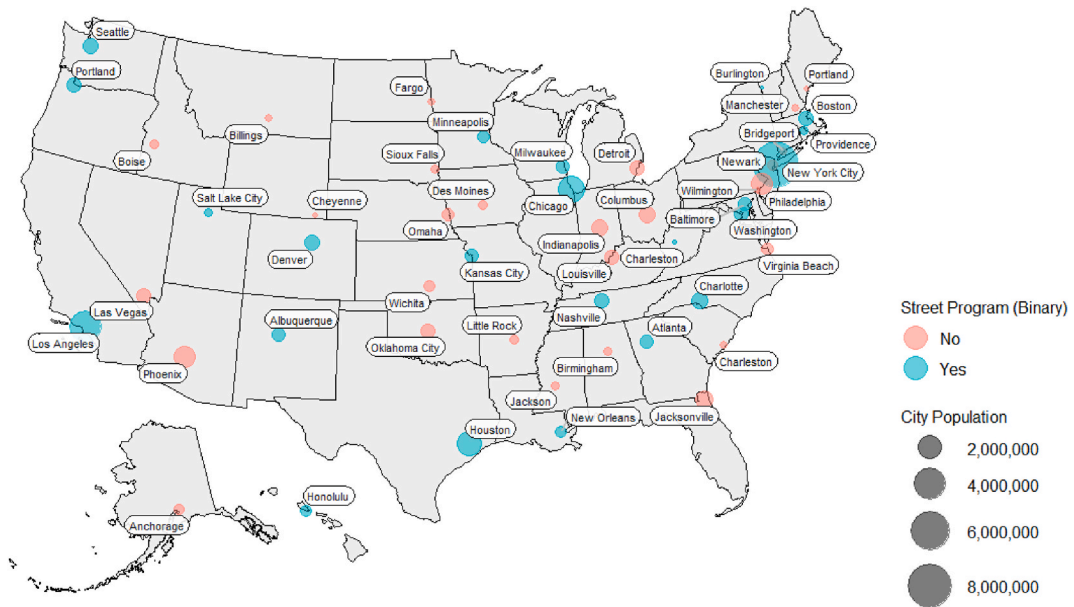 Seattle
Portland
Burlington
Portland
Fargo
Manchester
Boston
Minneapolis
Billings
Bridgeport
Providence
Boise
Sioux Falls
Milwaukee
Detroit
Newark
New York City
Salt Lake City
Cheyenne
Des Moines
Wilmington
Chicago
Columbus
Philadelphia
Omaha
Baltimore
Washington
Denver
Indianapolis
Kansas City
Charleston
Virginia Beach
Louisville
Charlotte
Wichita
Las Vegas
Nashville
Albuquerque
Little Rock
Atlanta
Los Angeles
Oklahoma City
Charleston
Phoenix
Birmingham
Jackson
New Orleans
Jacksonville
Houston
Honolulu
Anchorage
Street Program (Binary)
No
Yes
City Population
2,000,000
4,000,000
6,000,000
8,000,000